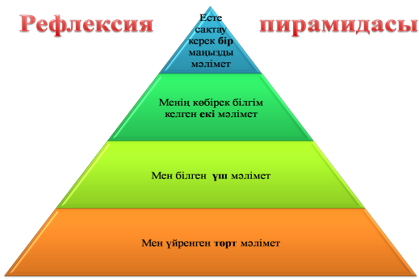 Рефлексия пирамидасы
Есте
сақтау
керек бір
маңызды
мәлімет
Менің көбірек білгім
келген екі мәлімет
Мен білген үш мәлімет
Мен үйренген төрт мәлімет